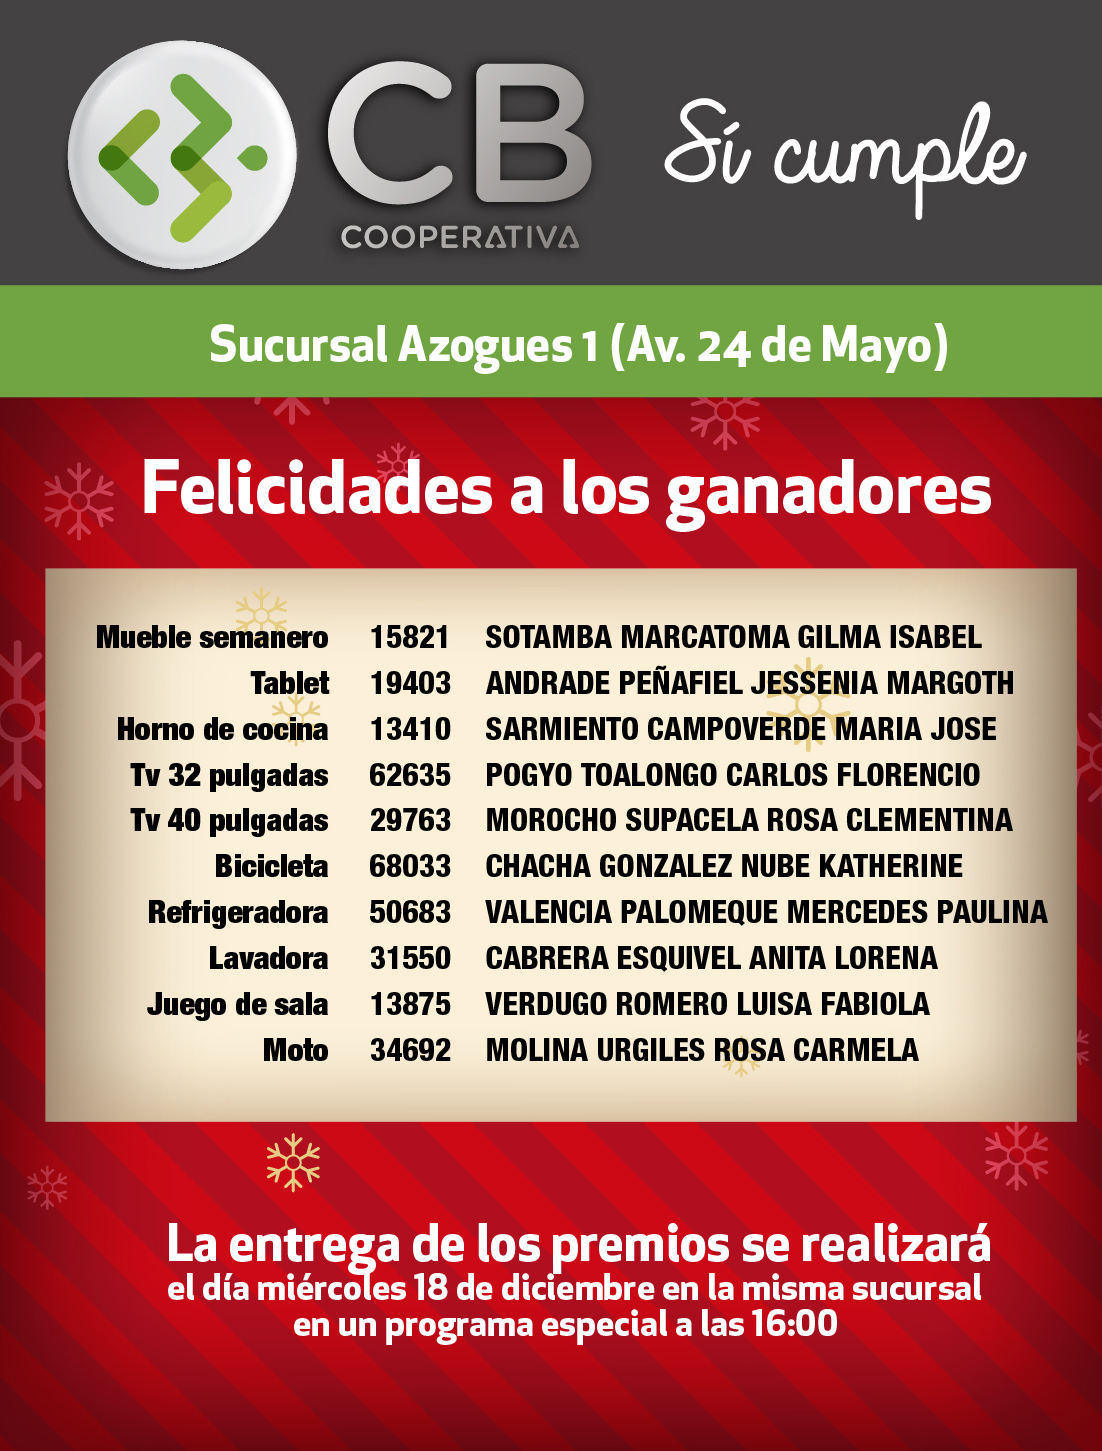 CB
COOPERATIVA
Sí cumple
Sucursal Azogues 1 (Av. 24 de Mayo)
Felicidades a los ganadores
Mueble semanero 15821 SOTAMBA MARCATOMA GILMA ISABEL
Tablet 19403 ANDRADE PEÑAFIEL JESSENIA MARGOTH
Horno de cocina 13410 SARMIENTO CAMPOVERDE MARIA JOSE
Tv 32 pulgadas 62635 POGYO TOALONGO CARLOS FLORENCIO
Tv 40 pulgadas 29763 MOROCHO SUPACELA ROSA CLEMENTINA
Bicicleta 68033 CHACHA GONZALEZ NUBE KATHERINE
Refrigeradora 50683 VALENCIA PALOMEQUE MERCEDES PAULINA
Lavadora 31550 CABRERA ESQUIVEL ANITA LORENA
Juego de sala 13875 VERDUGO ROMERO LUISA FABIOLA
Moto 34692 MOLINA URGILES ROSA CARMELA
La entrega de los premios se realizará
el día miércoles 18 de diciembre en la misma sucursal
en un programa especial a las 16:00